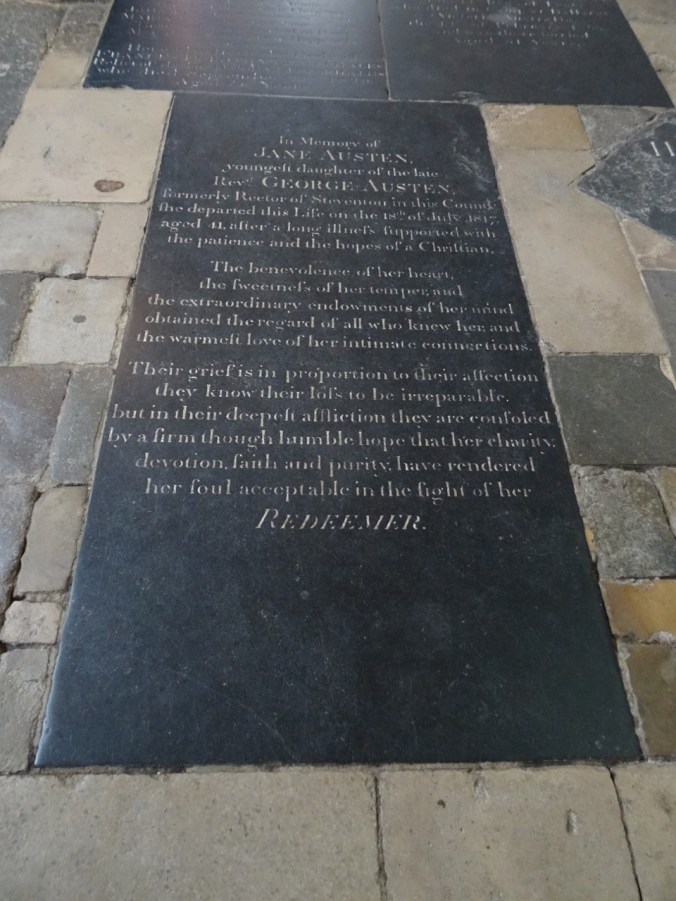 In Memory of
JANE AUSTEN,
youngeſt daughter of the late
Revd. GEORGE AUSTEN,
formerly Rector of Steventon in this County
ſhe departed this Life on the 18th. of July 1817,
aged 41, after a long illneſs ſupported with
the patience and the hopes of a Chriſtian.
The benevolence of her heart,
the ſweetneſs of her temper, and
the extraordinary endowments of her mind
obtained the regard of all who knew her, and
the warmeſt love of her intimate connections.
Their grief is in proportion to their affection
they know their loſs to be irreparable,
but in their deepeſt affliction they are conſoled
by a firm though humble hope that her charity,
devotion, faith and purity, have rendered
her ſoul acceptable in the ſight of her
REDEEMER.